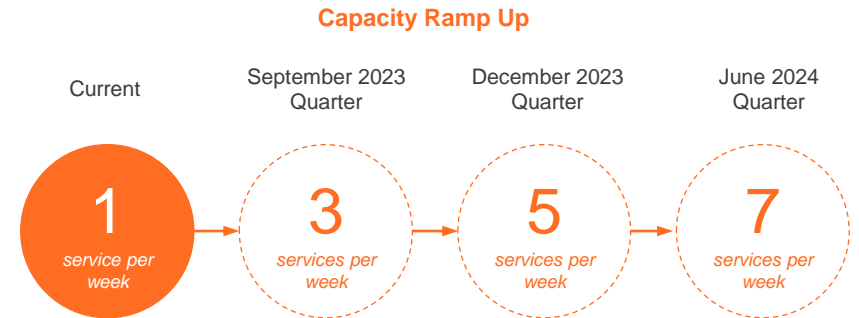 Capacity Ramp Up
Current
September 2023
Quarter
December 2023
Quarter
June 2024
Quarter
1
service per
week
3
services per
week
5
services per
week
7
services per
week